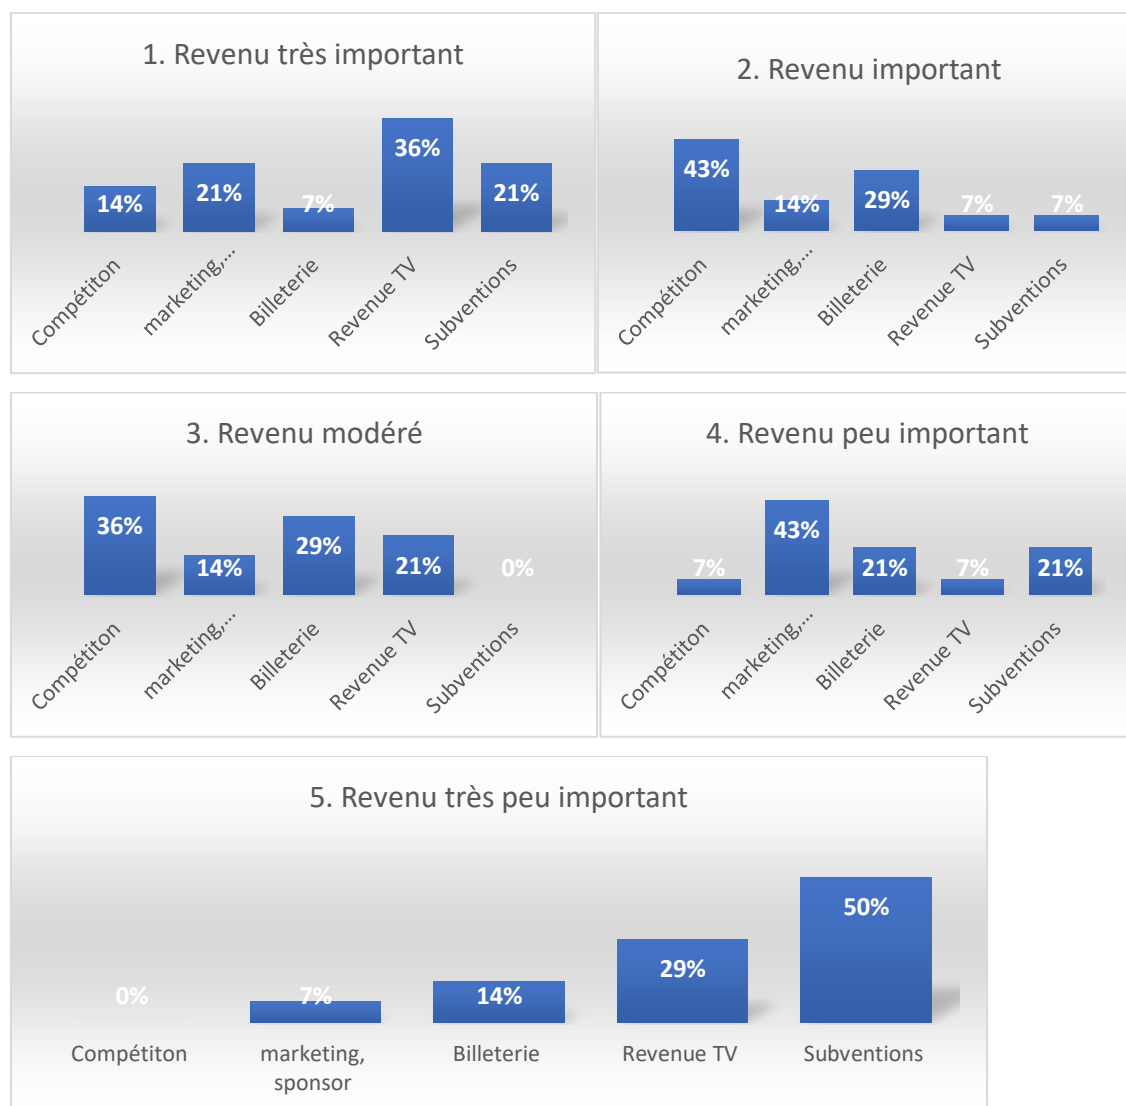 1. Revenu très important
14%
21%
7%
36%
21%
Compétiton
marketing,...
Billeterie
Revenue TV
Subventions
2. Revenu important
43%
14%
29%
7%
7%
Compétiton
marketing,...
Billeterie
Revenue TV
Subventions
3. Revenu modéré
36%
14%
29%
21%
0%
Compétiton
marketing,...
Billeterie
Revenue TV
Subventions
4. Revenu peu important
7%
43%
21%
7%
21%
Compétiton
marketing,...
Billeterie
Revenue TV
Subventions
5. Revenu très peu important
0%
7%
14%
29%
50%
Compétiton
marketing,
sponsor
Billeterie
Revenue TV
Subventions